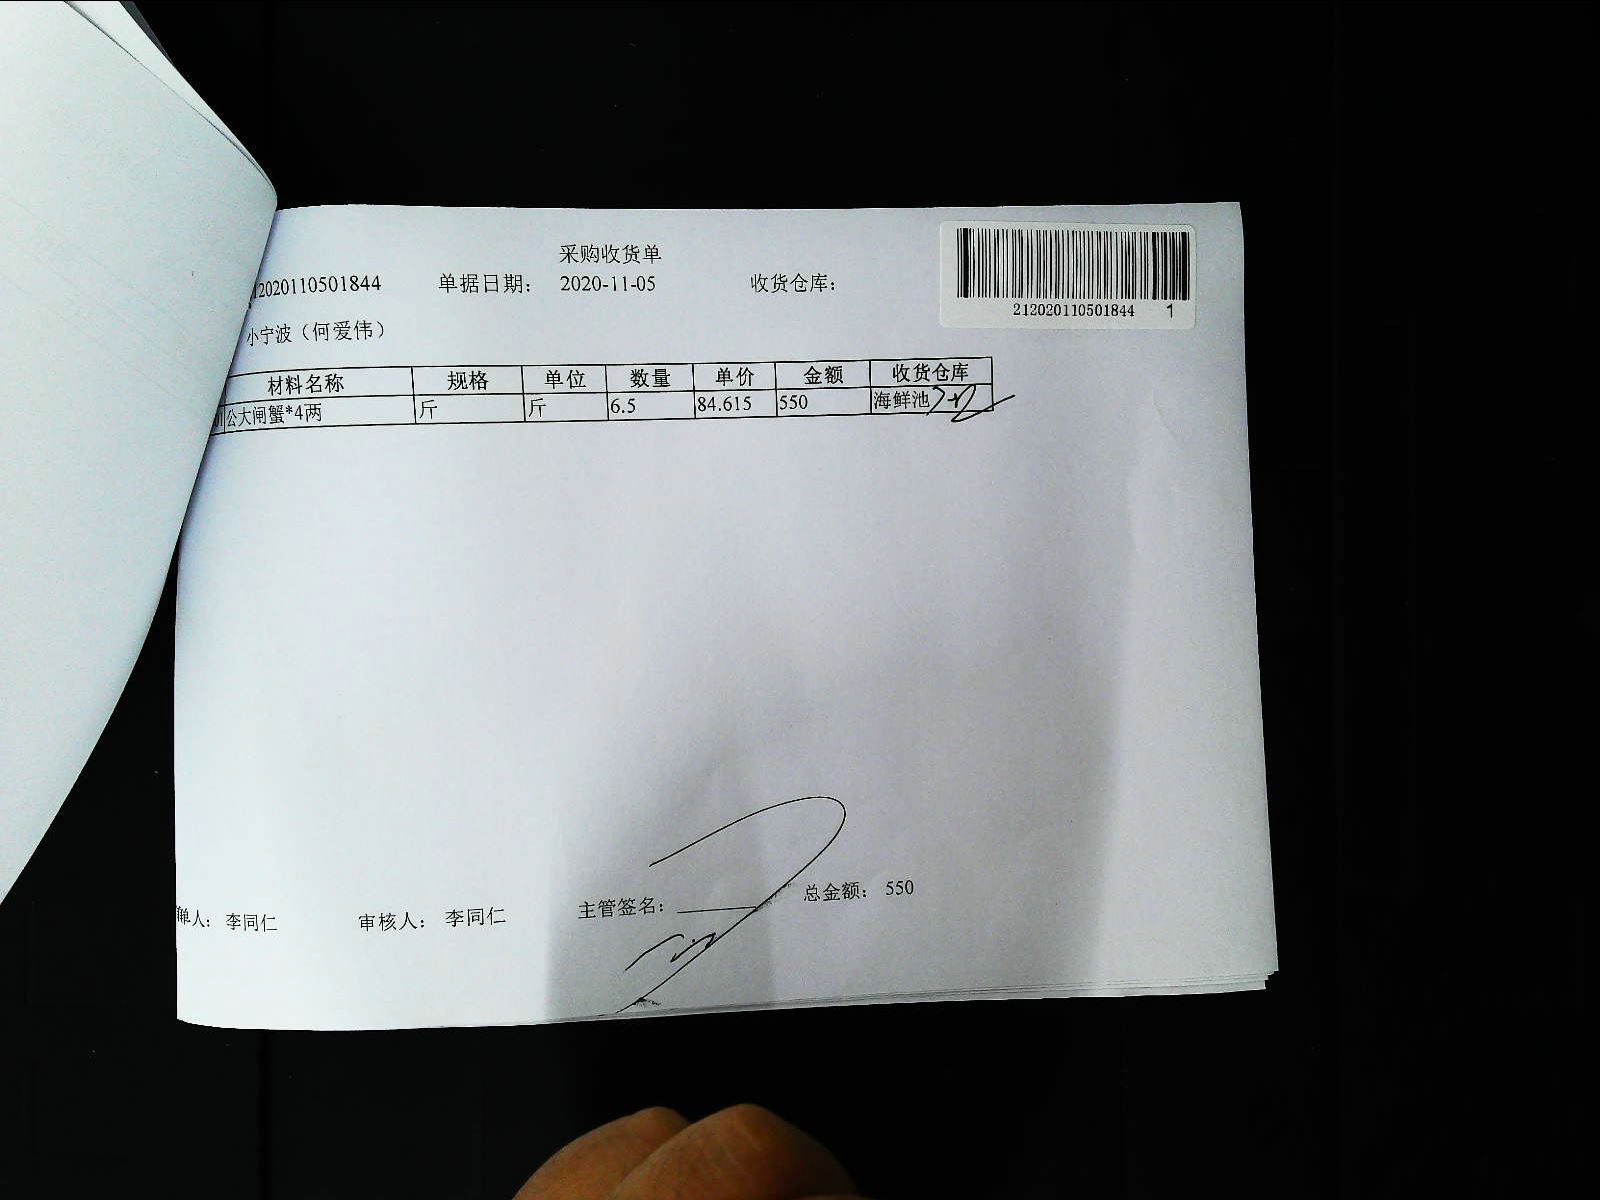 采购收货单
12020110501844 单据日期： 2020-11-05 收货仓库：
212020110501844 1
小宁波（何爱伟）
材料名称 规格 单位 数量 单价 金额 收货仓库
公大闸蟹*4两 斤 斤 6.5 84.615 550 海鲜池
单人： 李同仁 审核人： 李同仁 主管签名： 总金额： 550